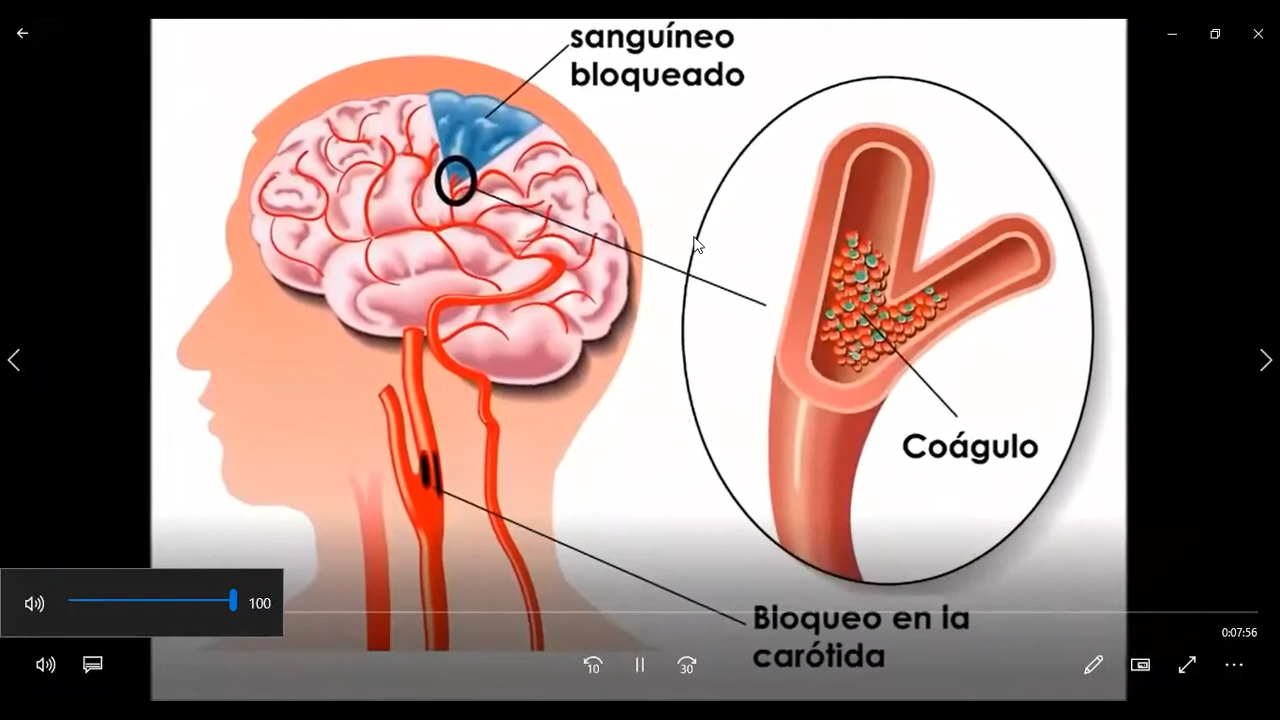 sanguíneo
bloqueado
Coágulo
100
Bloqueo en la
carótida
0:07:56
10
30